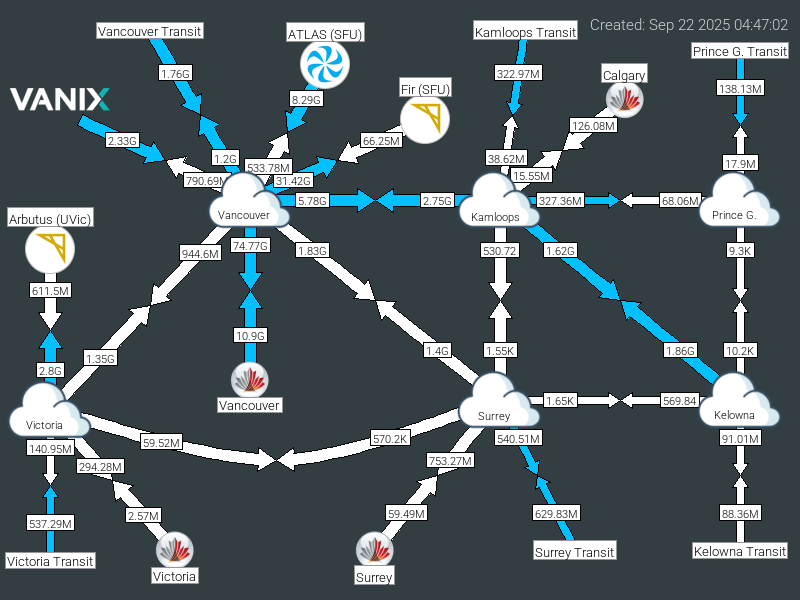 Created: Sep 22 2025 04:47:02
Vancouver Transit
ATLAS (SFU)
Kamloops Transit
Prince G. Transit
1.76G
322.97M
Calgary
138.13M
VANIX
8.29G
Fir (SFU)
2.33G
66.25M
126.08M
1.2G
38.62M
17.9M
533.78M
15.55M
790.69M
31.42G
5.78G
2.75G
327.36M
68.06M
Vancouver
Kamloops
Prince G.
Arbutus (UVic)
944.6M
74.77G
1.83G
530.72
1.62G
9.3K
611.5M
10.9G
1.35G
1.4G
1.55K
1.86G
10.2K
2.8G
Vancouver
1.65K
569.84
Victoria
Surrey
Kelowna
140.95M
59.52M
570.2K
540.51M
91.01M
294.28M
753.27M
537.29M
2.57M
59.49M
629.83M
88.36M
Victoria Transit
Victoria
Surrey
Surrey Transit
Kelowna Transit